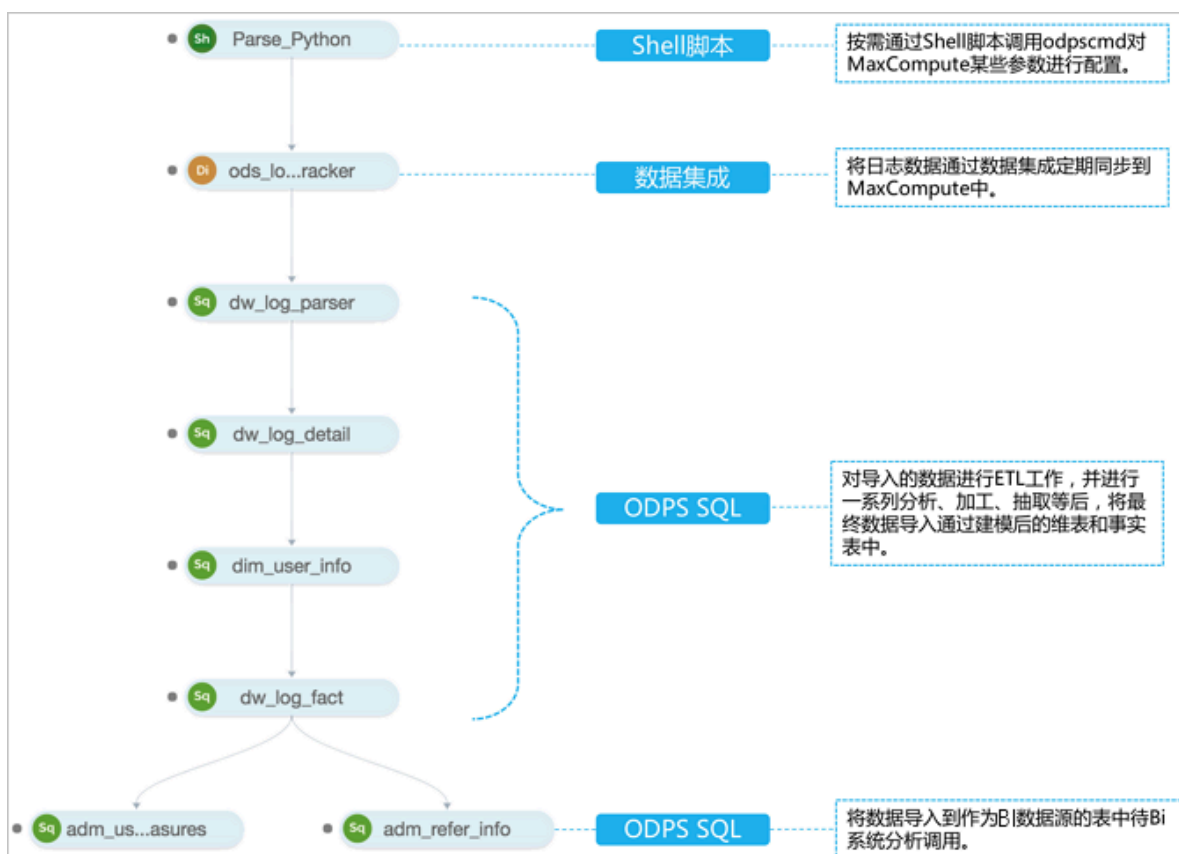 Sh Parse_Python
Shell脚本
按需通过Shell脚本调用odpscmd对
MaxCompute某些参数进行配置。
Di ods_lo...racker
数据集成
将日志数据通过数据集成定期同步到
MaxCompute中。
Sq dw_log_parser
Sq dw_log_detail
Sq dim_user_info
Sq dw_log_fact
ODPS SQL
对导入的数据进行ETL工作，并进行
一系列分析、加工、抽取等后，将最
终数据导入通过建模后的维表和事实
表中。
Sq adm_us...asures
Sq adm_refer_info
ODPS SQL
将数据导入到作为BI数据源的表中待Bi
系统分析调用。